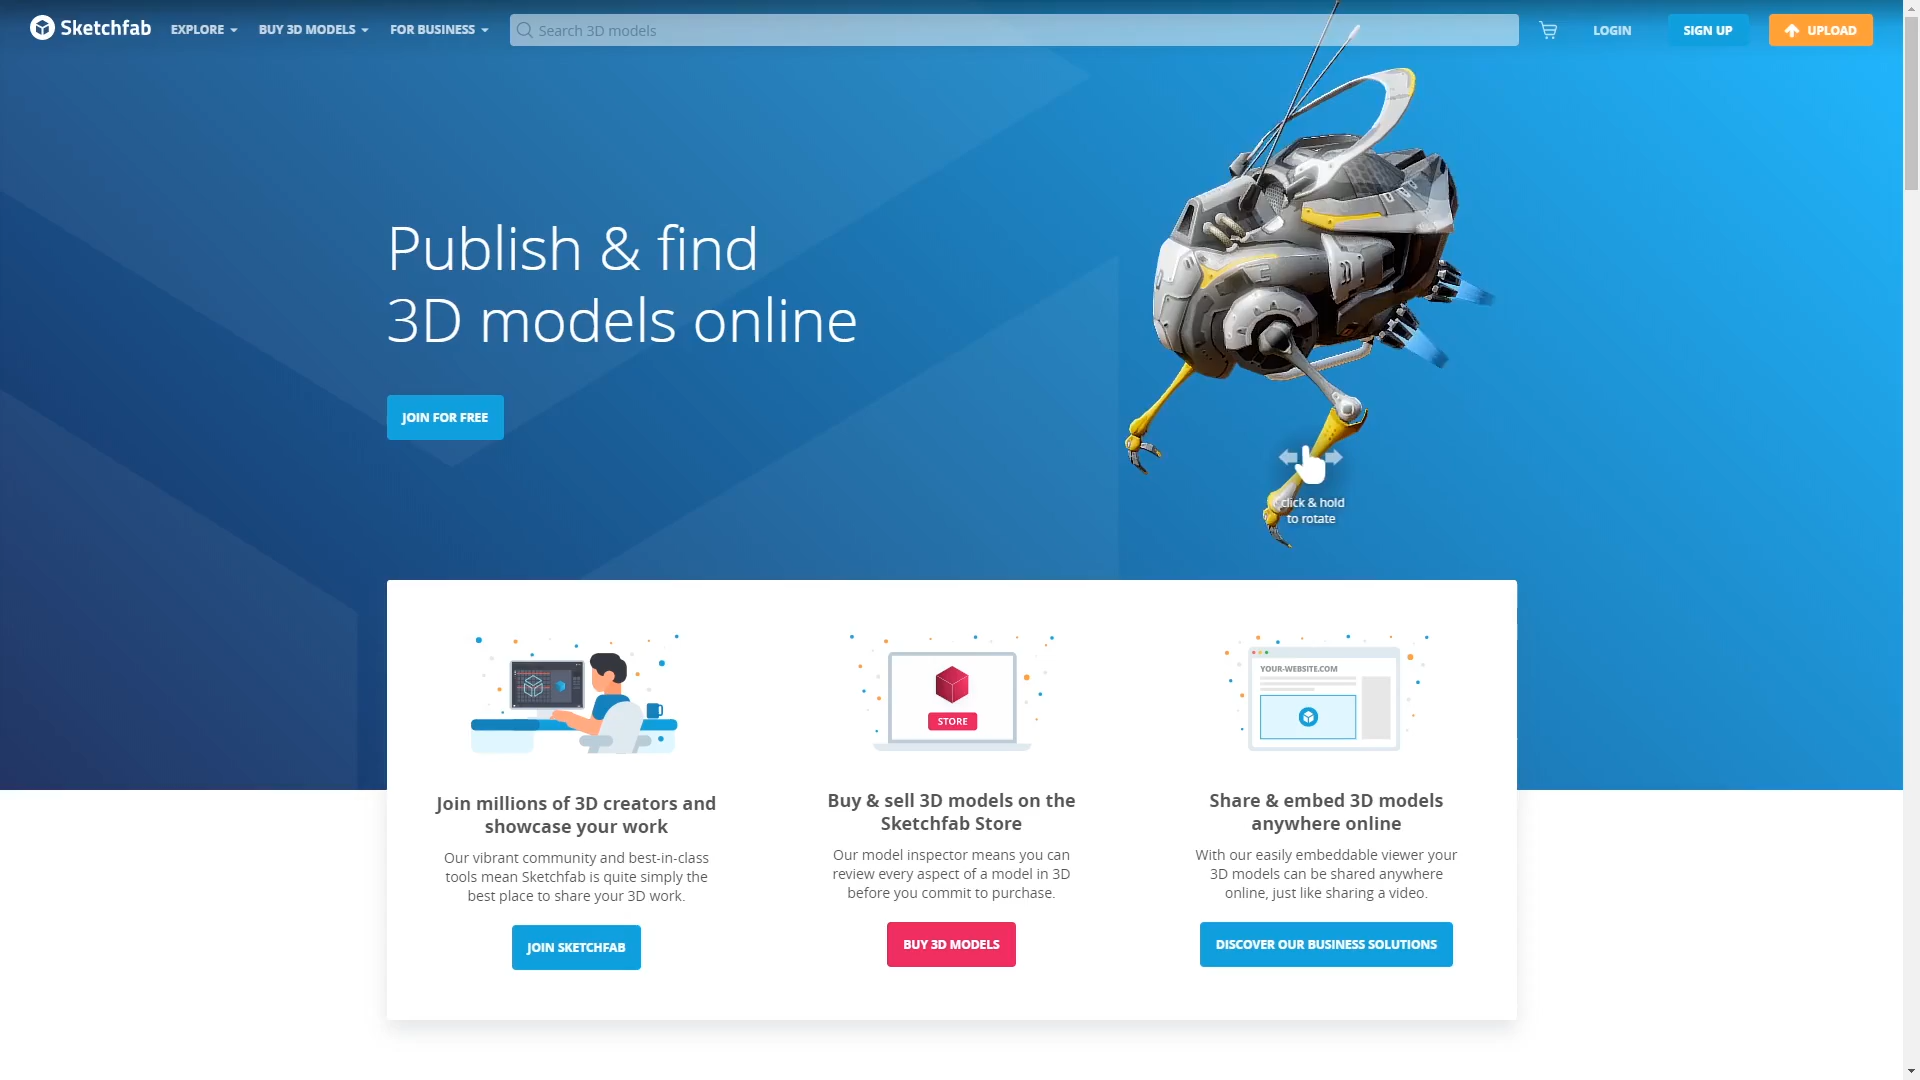 Sketchfab EXPLORE BUY 3D MODELS FOR BUSINESS Search 3D models LOGIN SIGN UP UPLOAD
Publish & find
3D models online
JOIN FOR FREE
click & hold
to rotate
STORE
YOUR-WEBSITE.COM
Join millions of 3D creators and
showcase your work
Our vibrant community and best-in-class
tools mean Sketchfab is quite simply the
best place to share your 3D work.
JOIN SKETCHFAB
Buy & sell 3D models on the
Sketchfab Store
Our model inspector means you can
review every aspect of a model in 3D
before you commit to purchase.
BUY 3D MODELS
Share & embed 3D models
anywhere online
With our easily embeddable viewer your
3D models can be shared anywhere
online, just like sharing a video.
DISCOVER OUR BUSINESS SOLUTIONS